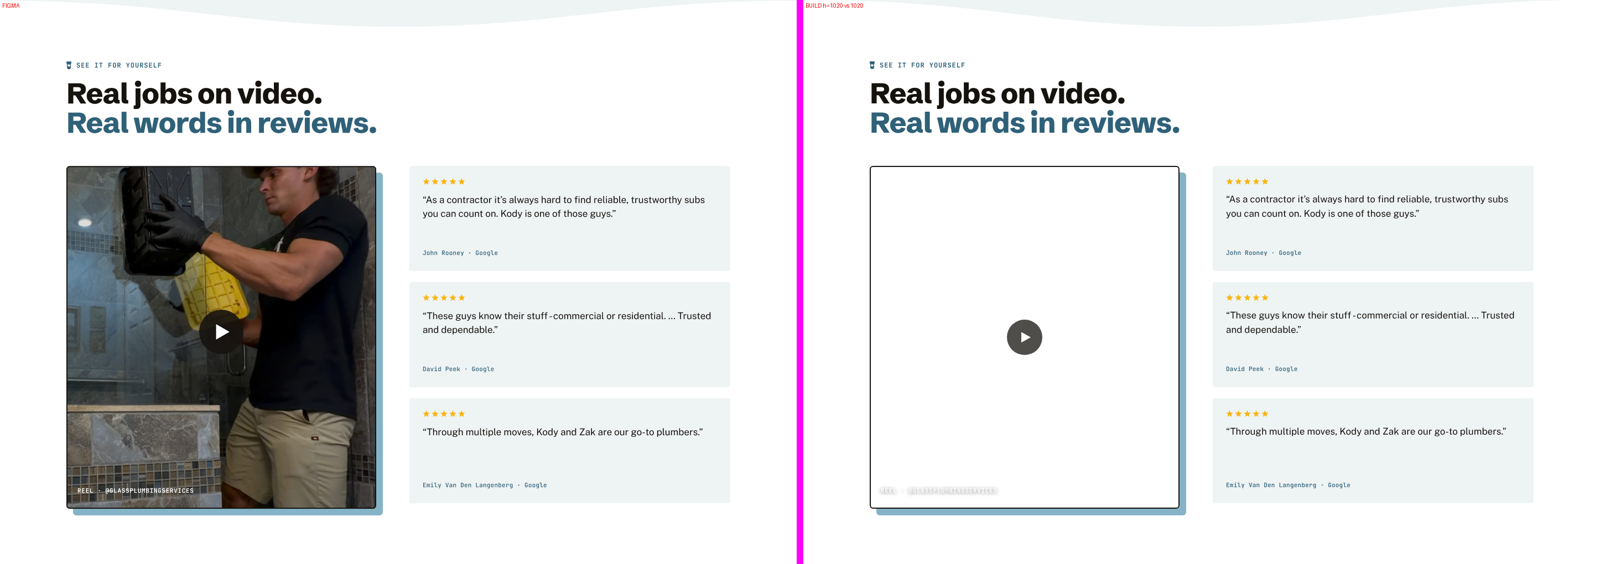 FIGMA
SEE IT FOR YOURSELF
Real jobs on video.
Real words in reviews.
REEL · @GLASSPLUMBINGSERVICES
“As a contractor it’s always hard to find reliable, trustworthy subs
you can count on. Kody is one of those guys.”
John Rooney · Google
“These guys know their stuff - commercial or residential. ... Trusted
and dependable.”
David Peek · Google
“Through multiple moves, Kody and Zak are our go-to plumbers.”
Emily Van Den Langenberg · Google
BUILD h=1020 vs 1020
SEE IT FOR YOURSELF
Real jobs on video.
Real words in reviews.
REEL · @GLASSPLUMBINGSERVICES
“As a contractor it’s always hard to find reliable, trustworthy subs
you can count on. Kody is one of those guys.”
John Rooney · Google
“These guys know their stuff - commercial or residential. ... Trusted
and dependable.”
David Peek · Google
“Through multiple moves, Kody and Zak are our go-to plumbers.”
Emily Van Den Langenberg · Google